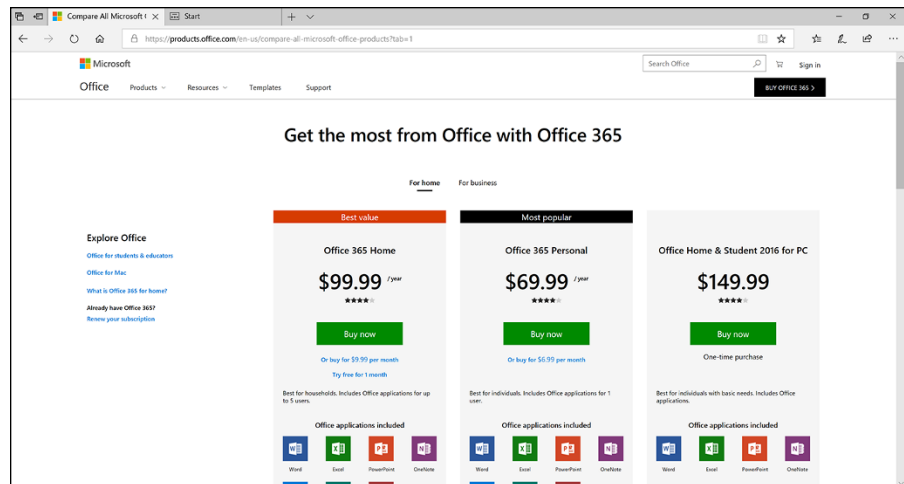 Compare All Microsoft
Start
https://products.office.com/en-us/compare-all-microsoft-office-products?tab=1
Microsoft
Search Office
Sign in
Office Products Resources Templates Support
BUY OFFICE 365
Get the most from Office with Office 365
For home For business
Explore Office
Office for students & educators
Office for Mac
What is Office 365 for home?
Already have Office 365?
Renew your subscription
Best value
Office 365 Home
$99.99 /year
Buy now
Or buy for $9.99 per month
Try free for 1 month
Best for households. Includes Office applications for up
to 5 users.
Office applications included
Word Excel PowerPoint OneNote
Most popular
Office 365 Personal
$69.99 /year
Buy now
Or buy for $6.99 per month
Best for individuals. Includes Office applications for 1
user.
Office applications included
Word Excel PowerPoint OneNote
Office Home & Student 2016 for PC
$149.99
Buy now
One-time purchase
Best for individuals with basic needs. Includes Office
applications.
Office applications included
Word Excel PowerPoint OneNote